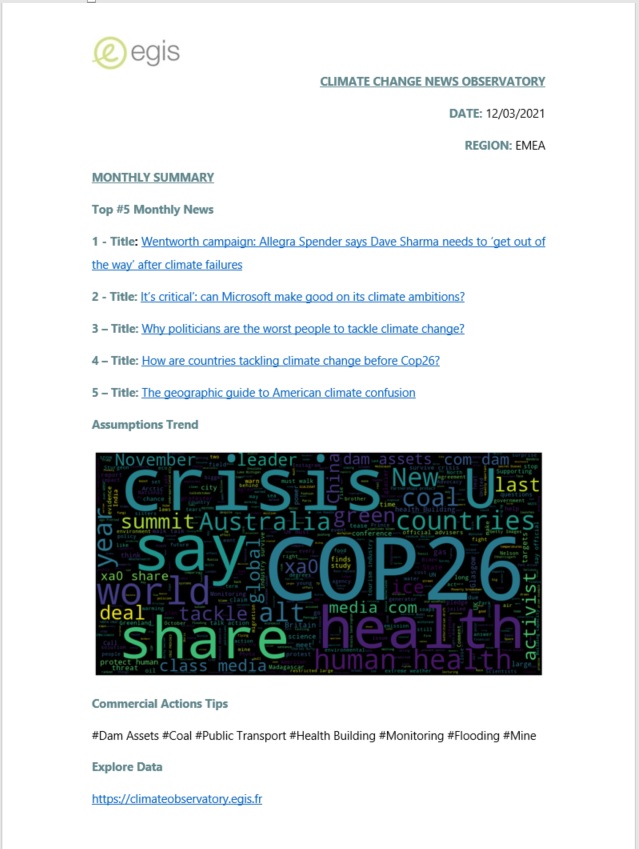 egis
CLIMATE CHANGE NEWS OBSERVATORY
DATE: 12/03/2021
REGION: EMEA
MONTHLY SUMMARY
Top #5 Monthly News
1 - Title: Wentworth campaign: Allegra Spender says Dave Sharma needs to ‘get out of
the way’ after climate failures
2 - Title: It’s critical’: can Microsoft make good on its climate ambitions?
3 – Title: Why politicians are the worst people to tackle climate change?
4 – Title: How are countries tackling climate change before Cop26?
5 – Title: The geographic guide to American climate confusion
Assumptions Trend
November
leader
china
dam assets com dam
crisis
New
U
last
coal
year
summit
Australia
green
countries
say
global
xa0
COP26
xa0 share
world
ice
deal
tackle
alt
media com
activist
share
health
human health
class media
protect human
threat
Commercial Actions Tips
#Dam Assets #Coal #Public Transport #Health Building #Monitoring #Flooding #Mine
Explore Data
https://climateobservatory.egis.fr